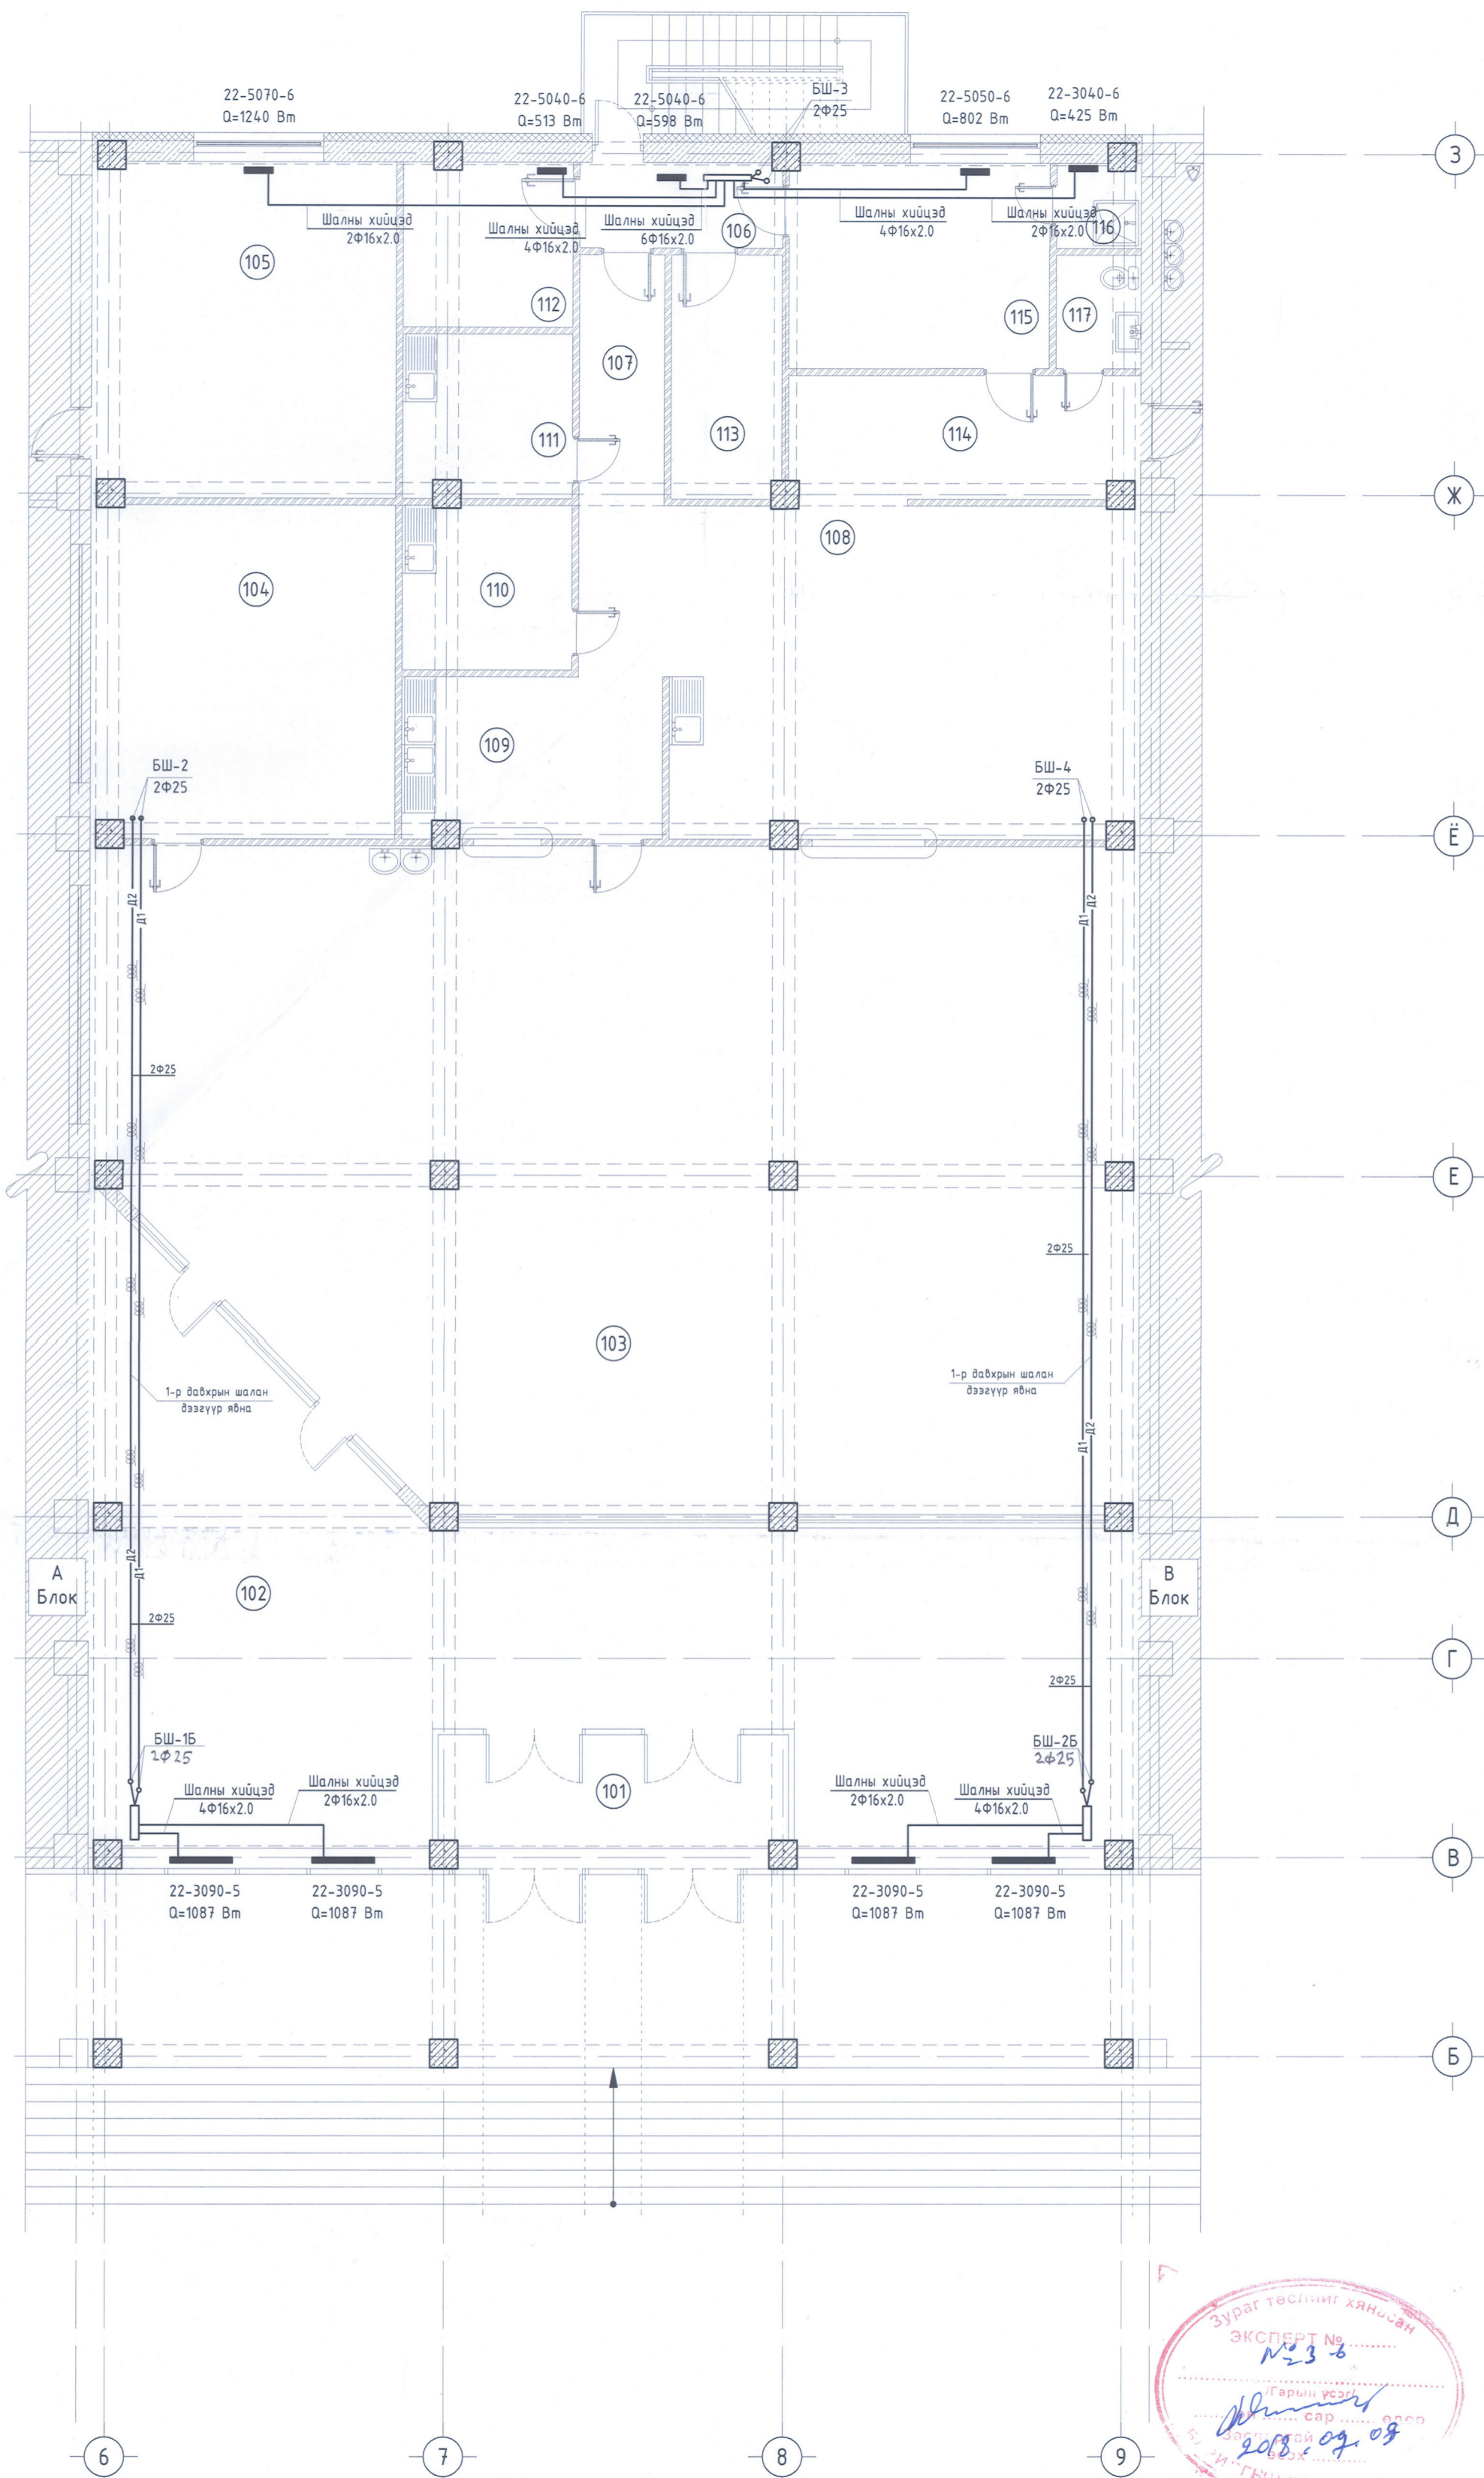 22-5070-6
Q=1240 Вт
22-5040-6
Q=513 Вт
22-5040-6
Q=598 Вт
БШ-3
2Ф25
22-5050-6
Q=802 Вт
22-3040-6
Q=425 Вт
З
Шалны хийцэд
2Ф16х2.0
Шалны хийцэд
4Ф16х2.0
Шалны хийцэд
6Ф16х2.0
106
Шалны хийцэд
4Ф16х2.0
Шалны хийцэд
2Ф16х2.0
116
105
112
115
117
107
111
113
114
Ж
108
104
110
109
БШ-2
2Ф25
БШ-4
2Ф25
Ё
Д2
Д1
Д1
Д2
2Ф25
Е
2Ф25
103
1-р давхрын шалан
дээгүүр явна
1-р давхрын шалан
дээгүүр явна
Д1
Д2
Д
Д2
Д1
А
Блок
102
В
Блок
2Ф25
Г
2Ф25
БШ-1Б
2Ф25
БШ-2Б
2Ф25
Шалны хийцэд
4Ф16х2.0
Шалны хийцэд
2Ф16х2.0
101
Шалны хийцэд
2Ф16х2.0
Шалны хийцэд
4Ф16х2.0
В
22-3090-5
Q=1087 Вт
22-3090-5
Q=1087 Вт
22-3090-5
Q=1087 Вт
22-3090-5
Q=1087 Вт
Б
Зураг төслийг хянасан
ЭКСПЕРТ №
№ 3-6
/Гарын үсэг/
сар
өдөр
2018.09.08
6
7
8
9